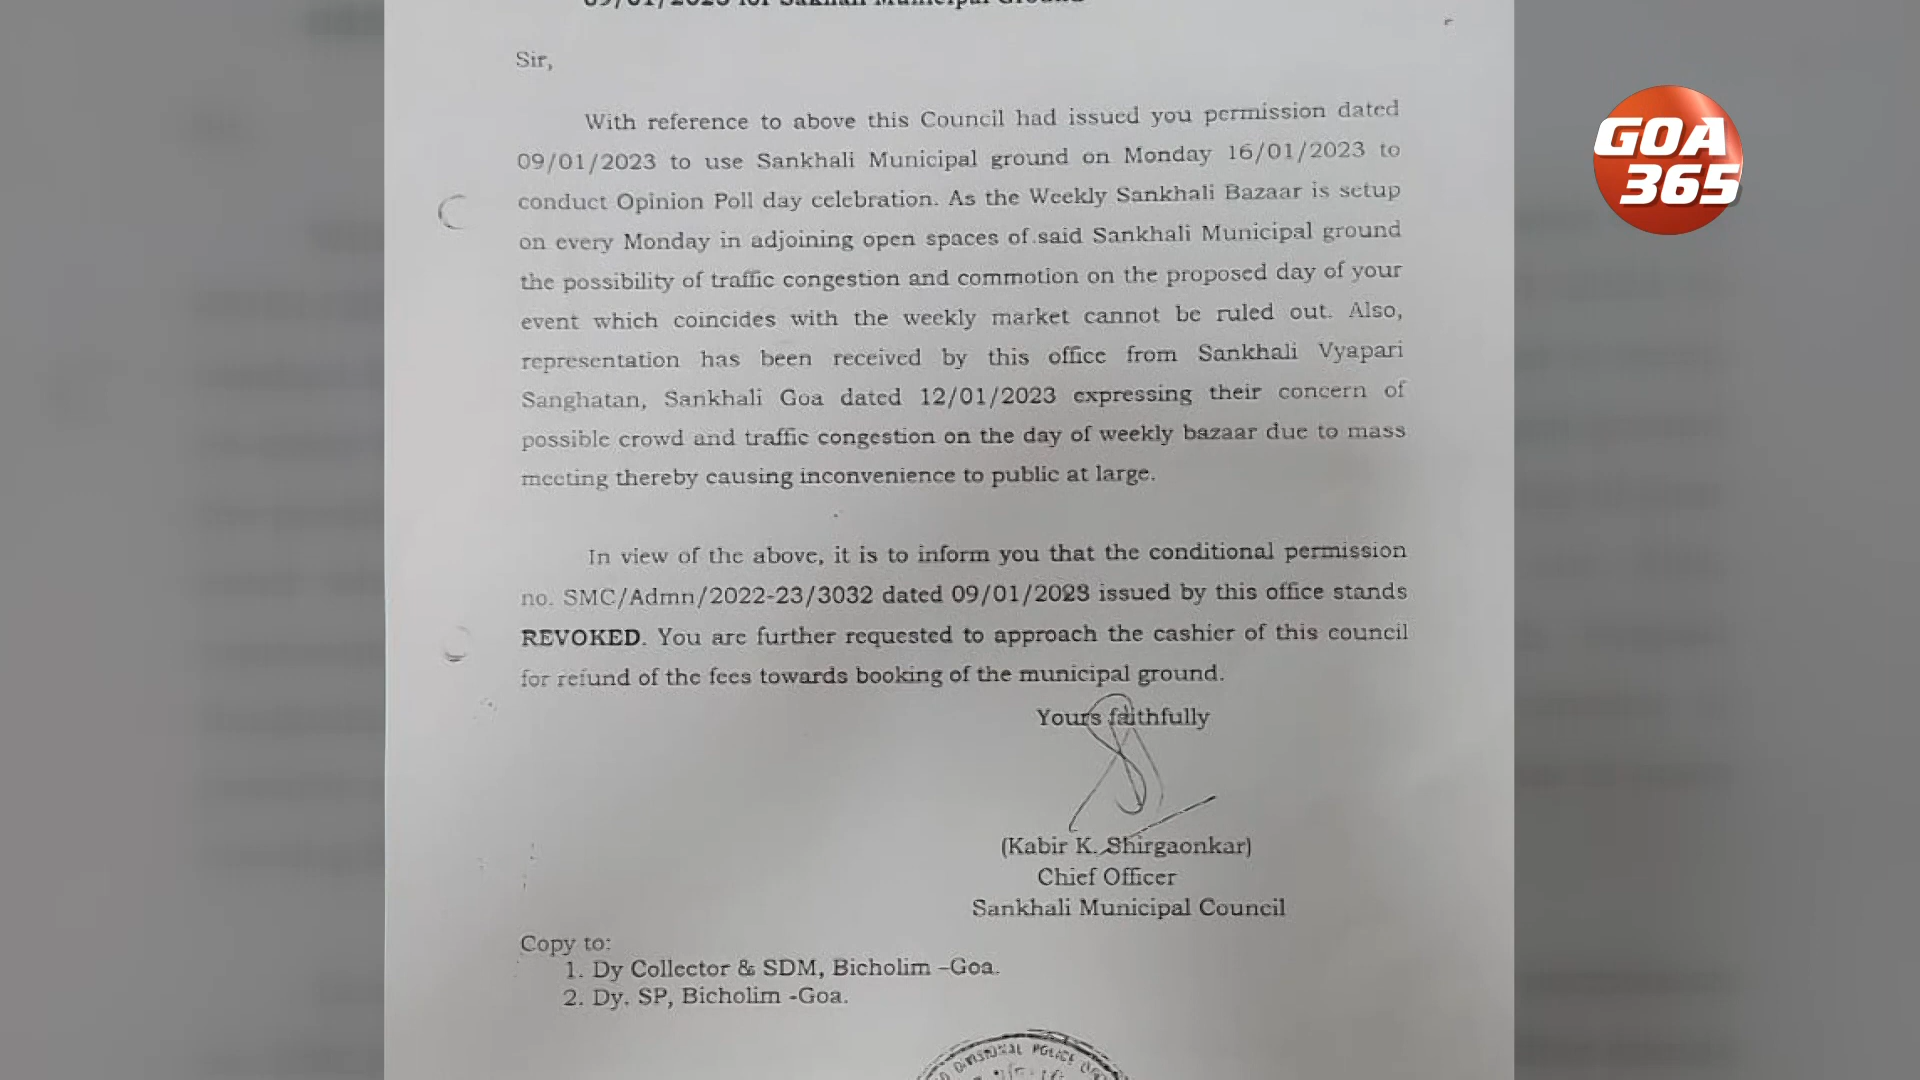 09/01/2023 for Sakhali Municipal Ground
Sir,
With reference to above this Council had issued you permission dated
09/01/2023 to use Sankhali Municipal ground on Monday 16/01/2023 to
conduct Opinion Poll day celebration. As the Weekly Sankhali Bazaar is setup
on every Monday in adjoining open spaces of said Sankhali Municipal ground
the possibility of traffic congestion and commotion on the proposed day of your
event which coincides with the weekly market cannot be ruled out. Also,
representation has been received by this office from Sankhali Vyapari
Sanghatan, Sankhali Goa dated 12/01/2023 expressing their concern of
possible crowd and traffic congestion on the day of weekly bazaar due to mass
meeting thereby causing inconvenience to public at large.
In view of the above, it is to inform you that the conditional permission
no. SMC/Admn/2022-23/3032 dated 09/01/2023 issued by this office stands
REVOKED. You are further requested to approach the cashier of this council
for refund of the fees towards booking of the municipal ground.
Yours faithfully
(Kabir K. Shirgaonkar)
Chief Officer
Sankhali Municipal Council
Copy to:
1. Dy Collector & SDM, Bicholim –Goa.
2. Dy. SP, Bicholim -Goa.
DIVISIONAL POLICE
GOA
365